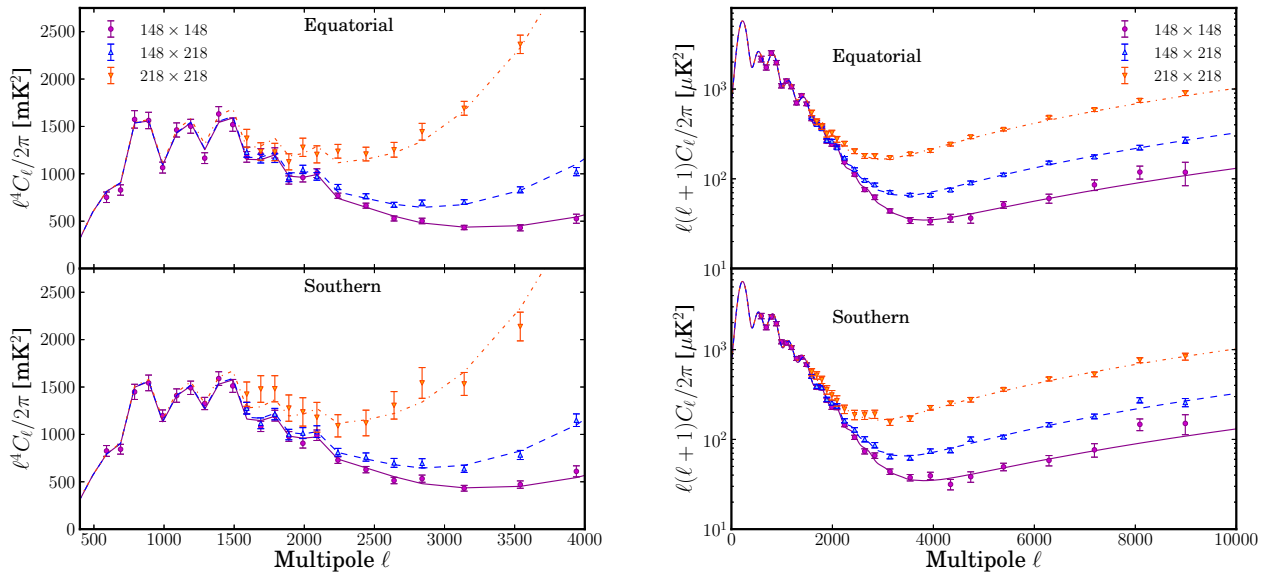 Equatorial
148 × 148
148 × 218
218 × 218
ℓ⁴Cℓ/2π [mK²]
2500
2000
1500
1000
500
0
Southern
ℓ⁴Cℓ/2π [mK²]
2500
2000
1500
1000
500
0
500 1000 1500 2000 2500 3000 3500 4000
Multipole ℓ
Equatorial
148 × 148
148 × 218
218 × 218
ℓ(ℓ + 1)Cℓ/2π [μK²]
10³
10²
10¹
Southern
ℓ(ℓ + 1)Cℓ/2π [μK²]
10³
10²
10¹
0 2000 4000 6000 8000 10000
Multipole ℓ